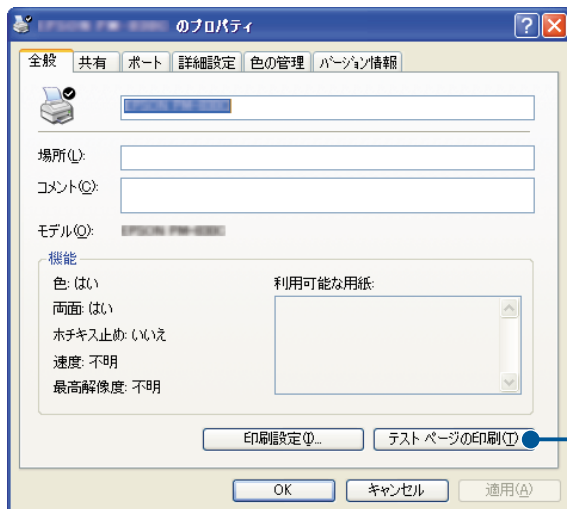 のプロパティ
全般 共有 ポート 詳細設定 色の管理 バージョン情報
場所(L):
コメント(C):
モデル(O):
機能
色: はい 利用可能な用紙:
両面: はい
ホチキス止め: いいえ
速度: 不明
最高解像度: 不明
印刷設定(I)... テスト ページの印刷(T)
OK キャンセル 適用(A)